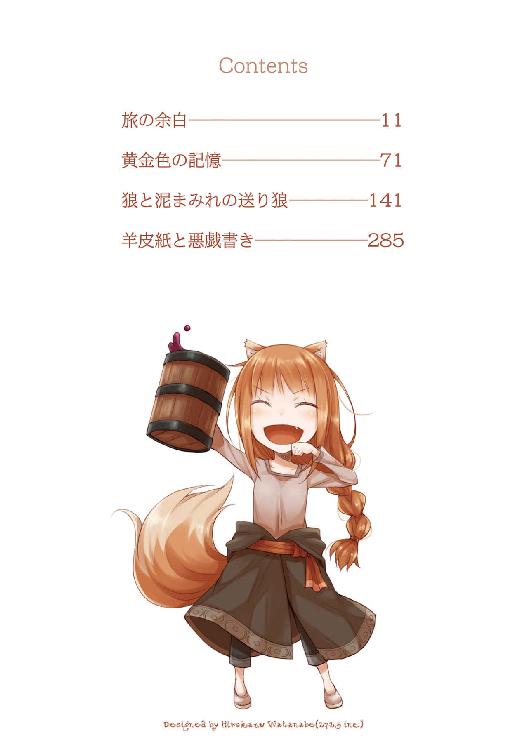 Contents
旅の余白 11
黄金色の記憶 71
狼と泥まみれの送り狼 141
羊皮紙と悪戯書き 285
Designed by Hirokazu Watanabe(2725 inc.)